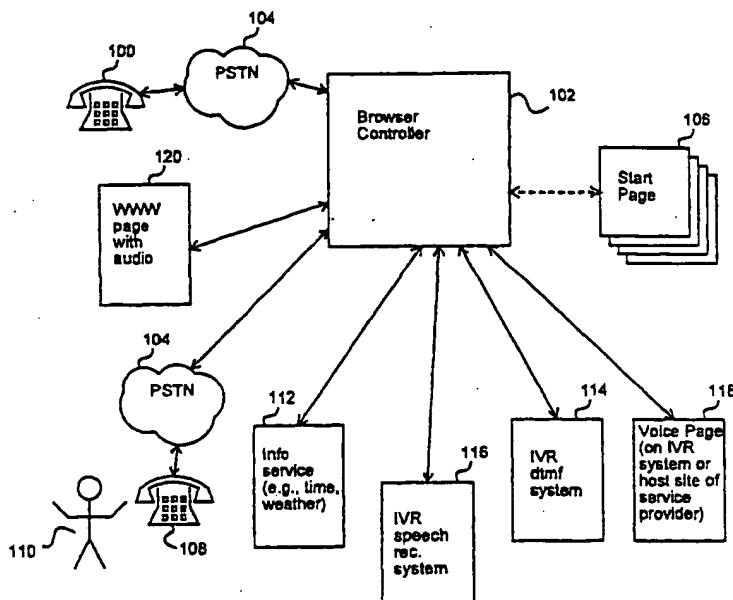 100
104
PSTN
Browser
Controller
102
106
Start
Page
120
WWW
page
with
audio
104
PSTN
110
108
112
Info
service
(e.g., time,
weather)
116
IVR
speech
rec.
system
114
IVR
dtmf
system
118
Voice Page
(on IVR
system or
host site of
service
provider)